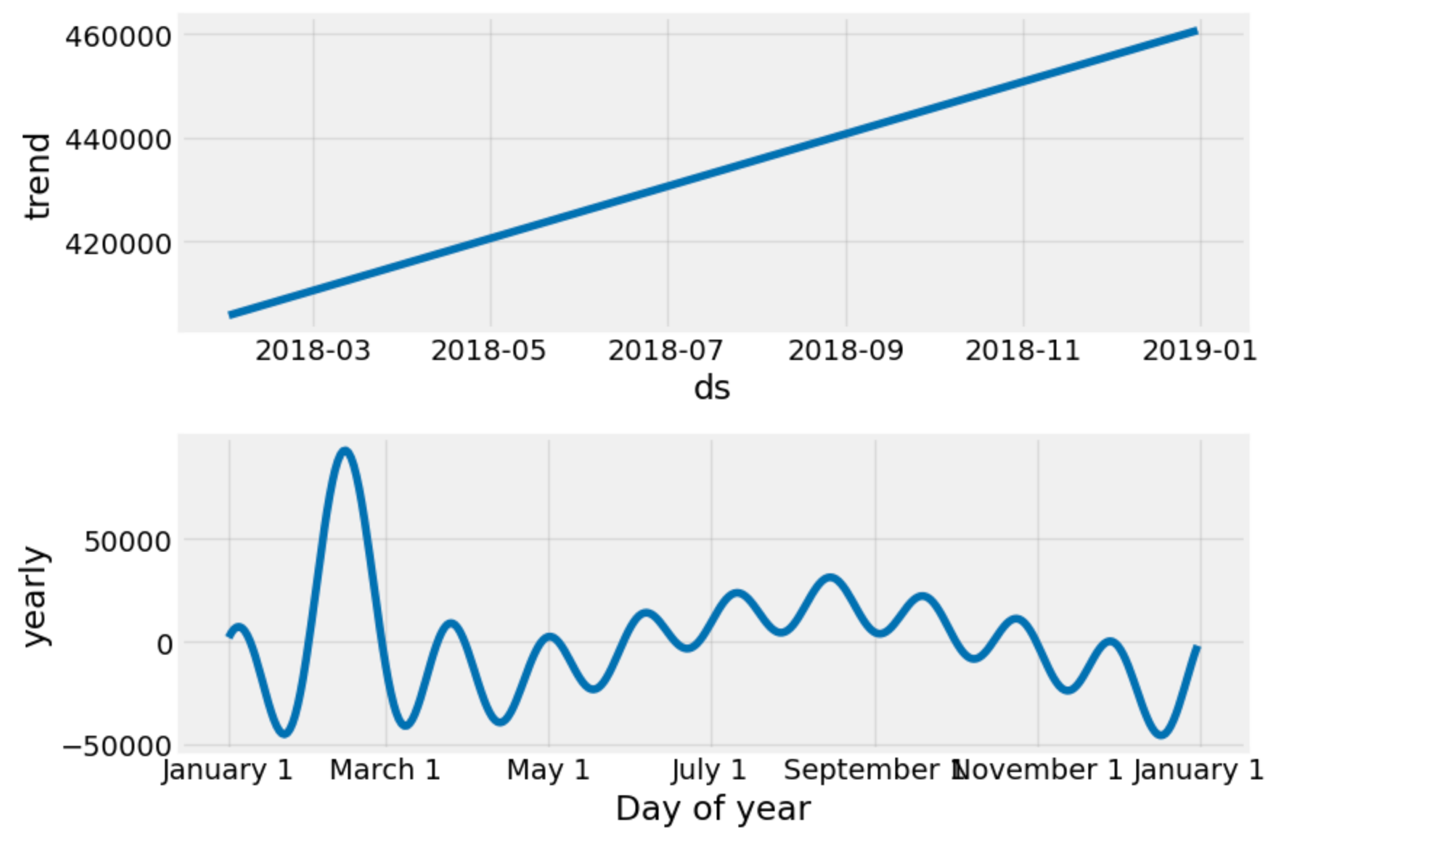 460000
440000
420000
trend
2018-03 2018-05 2018-07 2018-09 2018-11 2019-01
ds
50000
0
−50000
yearly
January 1 March 1 May 1 July 1 September 1 November 1 January 1
Day of year